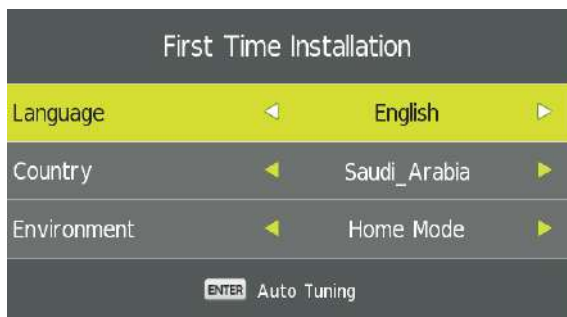 First Time Installation
Language English
Country Saudi_Arabia
Environment Home Mode
ENTER Auto Tuning